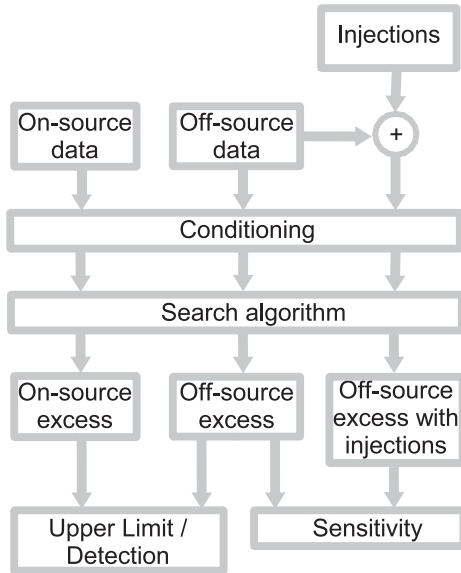 Injections
On-source
data
Off-source
data
+
Conditioning
Search algorithm
On-source
excess
Off-source
excess
Off-source
excess with
injections
Upper Limit /
Detection
Sensitivity